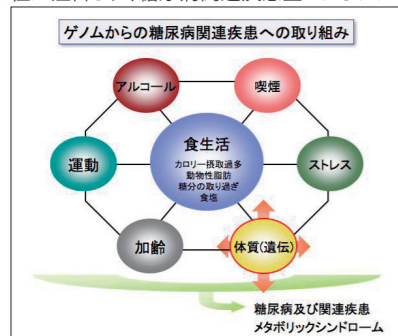 ゲノムからの糖尿病関連疾患への取り組み
アルコール
喫煙
食生活
カロリー摂取過多
動物性脂肪
糖分の取り過ぎ
食塩
運動
ストレス
加齢
体質(遺伝)
糖尿病及び関連疾患
メタボリックシンドローム